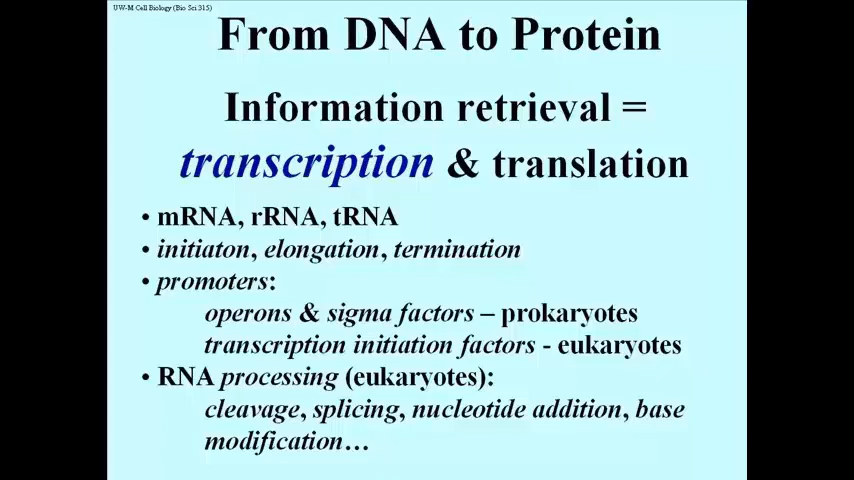 UW-M Cell Biology (Bio Sci 315)
From DNA to Protein
Information retrieval =
transcription & translation
• mRNA, rRNA, tRNA
• initiaton, elongation, termination
• promoters:
operons & sigma factors – prokaryotes
transcription initiation factors - eukaryotes
• RNA processing (eukaryotes):
cleavage, splicing, nucleotide addition, base
modification…